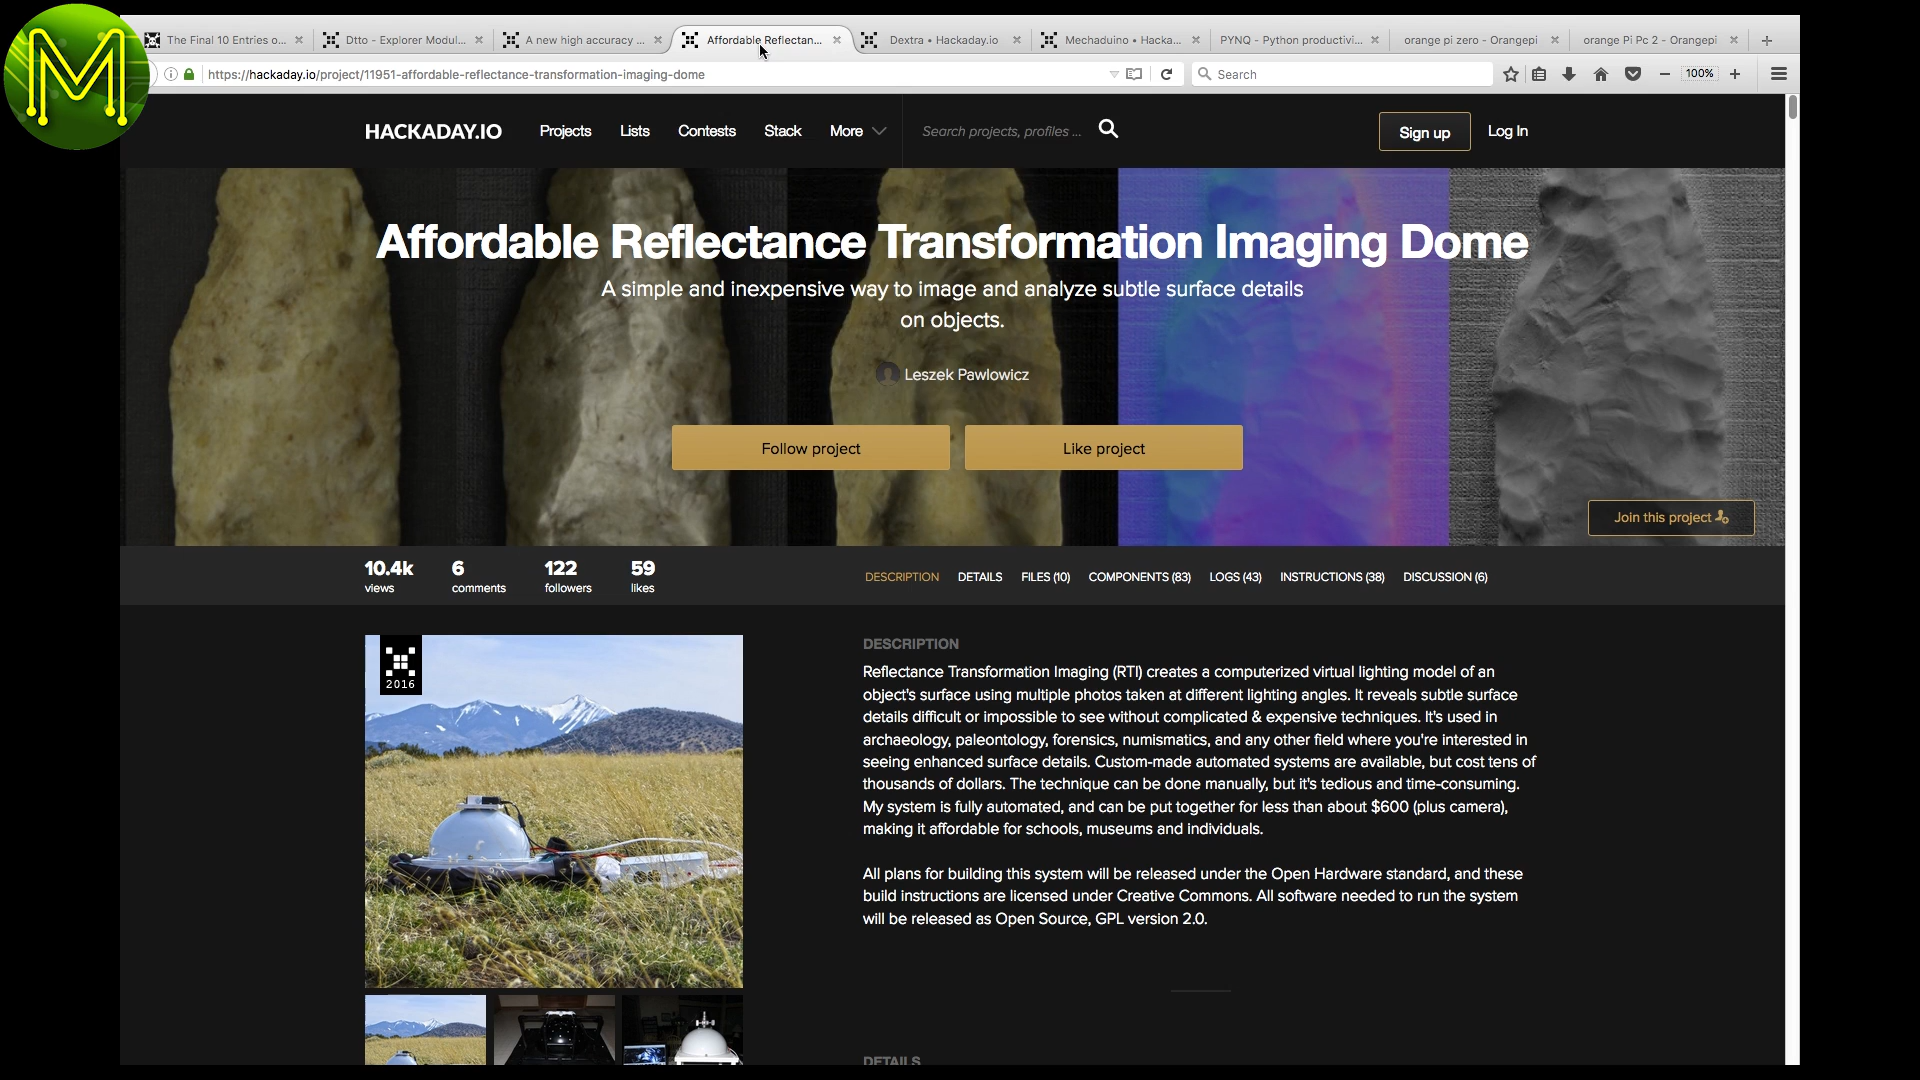 M
The Final 10 Entries o...
Dtto - Explorer Modul...
A new high accuracy ...
Affordable Reflectan...
Dextra • Hackaday.io
Mechaduino • Hacka...
PYNQ - Python productivi...
orange pi zero - Orangepi
orange Pi Pc 2 - Orangepi
https://hackaday.io/project/11951-affordable-reflectance-transformation-imaging-dome
Search
100%
HACKADAY.IO
Projects
Lists
Contests
Stack
More
Search projects, profiles ...
Sign up
Log In
Affordable Reflectance Transformation Imaging Dome
A simple and inexpensive way to image and analyze subtle surface details
on objects.
Leszek Pawlowicz
Follow project
Like project
Join this project
10.4k
views
6
comments
122
followers
59
likes
DESCRIPTION
DETAILS
FILES (10)
COMPONENTS (83)
LOGS (43)
INSTRUCTIONS (38)
DISCUSSION (6)
2016
DESCRIPTION
Reflectance Transformation Imaging (RTI) creates a computerized virtual lighting model of an
object's surface using multiple photos taken at different lighting angles. It reveals subtle surface
details difficult or impossible to see without complicated & expensive techniques. It's used in
archaeology, paleontology, forensics, numismatics, and any other field where you're interested in
seeing enhanced surface details. Custom-made automated systems are available, but cost tens of
thousands of dollars. The technique can be done manually, but it's tedious and time-consuming.
My system is fully automated, and can be put together for less than about $600 (plus camera),
making it affordable for schools, museums and individuals.
All plans for building this system will be released under the Open Hardware standard, and these
build instructions are licensed under Creative Commons. All software needed to run the system
will be released as Open Source, GPL version 2.0.
DETAILS